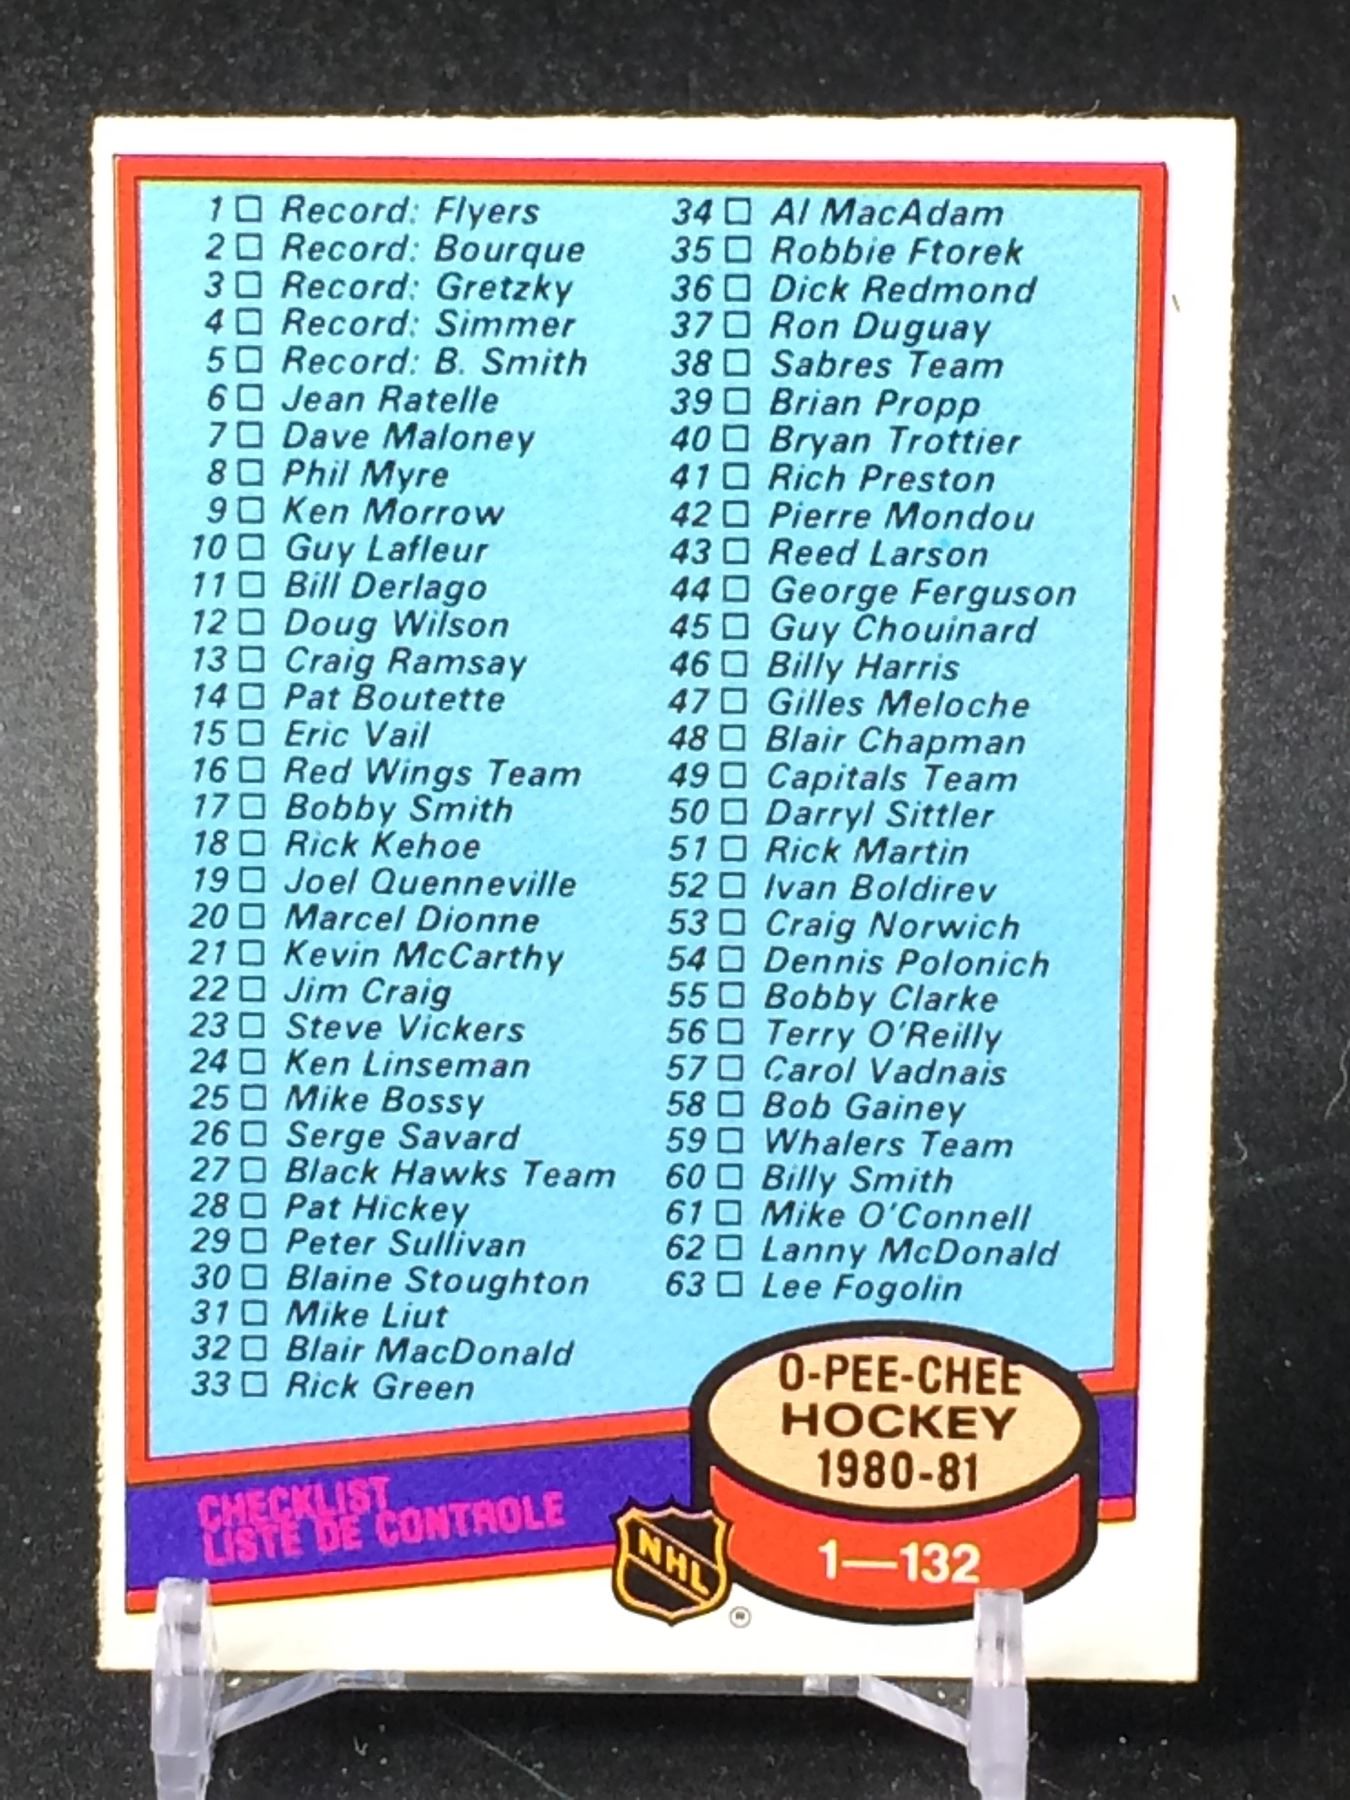 1 □ Record: Flyers
2 □ Record: Bourque
3 □ Record: Gretzky
4 □ Record: Simmer
5 □ Record: B. Smith
6 □ Jean Ratelle
7 □ Dave Maloney
8 □ Phil Myre
9 □ Ken Morrow
10 □ Guy Lafleur
11 □ Bill Derlago
12 □ Doug Wilson
13 □ Craig Ramsay
14 □ Pat Boutette
15 □ Eric Vail
16 □ Red Wings Team
17 □ Bobby Smith
18 □ Rick Kehoe
19 □ Joel Quenneville
20 □ Marcel Dionne
21 □ Kevin McCarthy
22 □ Jim Craig
23 □ Steve Vickers
24 □ Ken Linseman
25 □ Mike Bossy
26 □ Serge Savard
27 □ Black Hawks Team
28 □ Pat Hickey
29 □ Peter Sullivan
30 □ Blaine Stoughton
31 □ Mike Liut
32 □ Blair MacDonald
33 □ Rick Green
34 □ Al MacAdam
35 □ Robbie Ftorek
36 □ Dick Redmond
37 □ Ron Duguay
38 □ Sabres Team
39 □ Brian Propp
40 □ Bryan Trottier
41 □ Rich Preston
42 □ Pierre Mondou
43 □ Reed Larson
44 □ George Ferguson
45 □ Guy Chouinard
46 □ Billy Harris
47 □ Gilles Meloche
48 □ Blair Chapman
49 □ Capitals Team
50 □ Darryl Sittler
51 □ Rick Martin
52 □ Ivan Boldirev
53 □ Craig Norwich
54 □ Dennis Polonich
55 □ Bobby Clarke
56 □ Terry O'Reilly
57 □ Carol Vadnais
58 □ Bob Gainey
59 □ Whalers Team
60 □ Billy Smith
61 □ Mike O'Connell
62 □ Lanny McDonald
63 □ Lee Fogolin
O-PEE-CHEE
HOCKEY
1980-81
1—132
CHECKLIST
LISTE DE CONTROLE
NHL
®